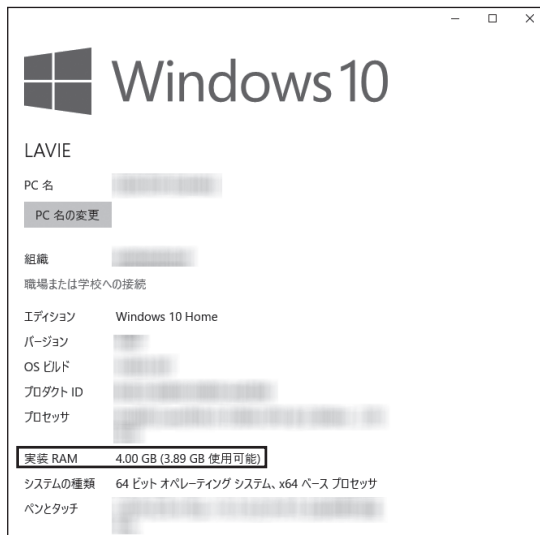 Windows 10
LAVIE
PC 名
PC 名の変更
組織
職場または学校への接続
エディション Windows 10 Home
バージョン
OS ビルド
プロダクト ID
プロセッサ
実装 RAM 4.00 GB (3.89 GB 使用可能)
システムの種類 64 ビット オペレーティング システム、x64 ベース プロセッサ
ペンとタッチ